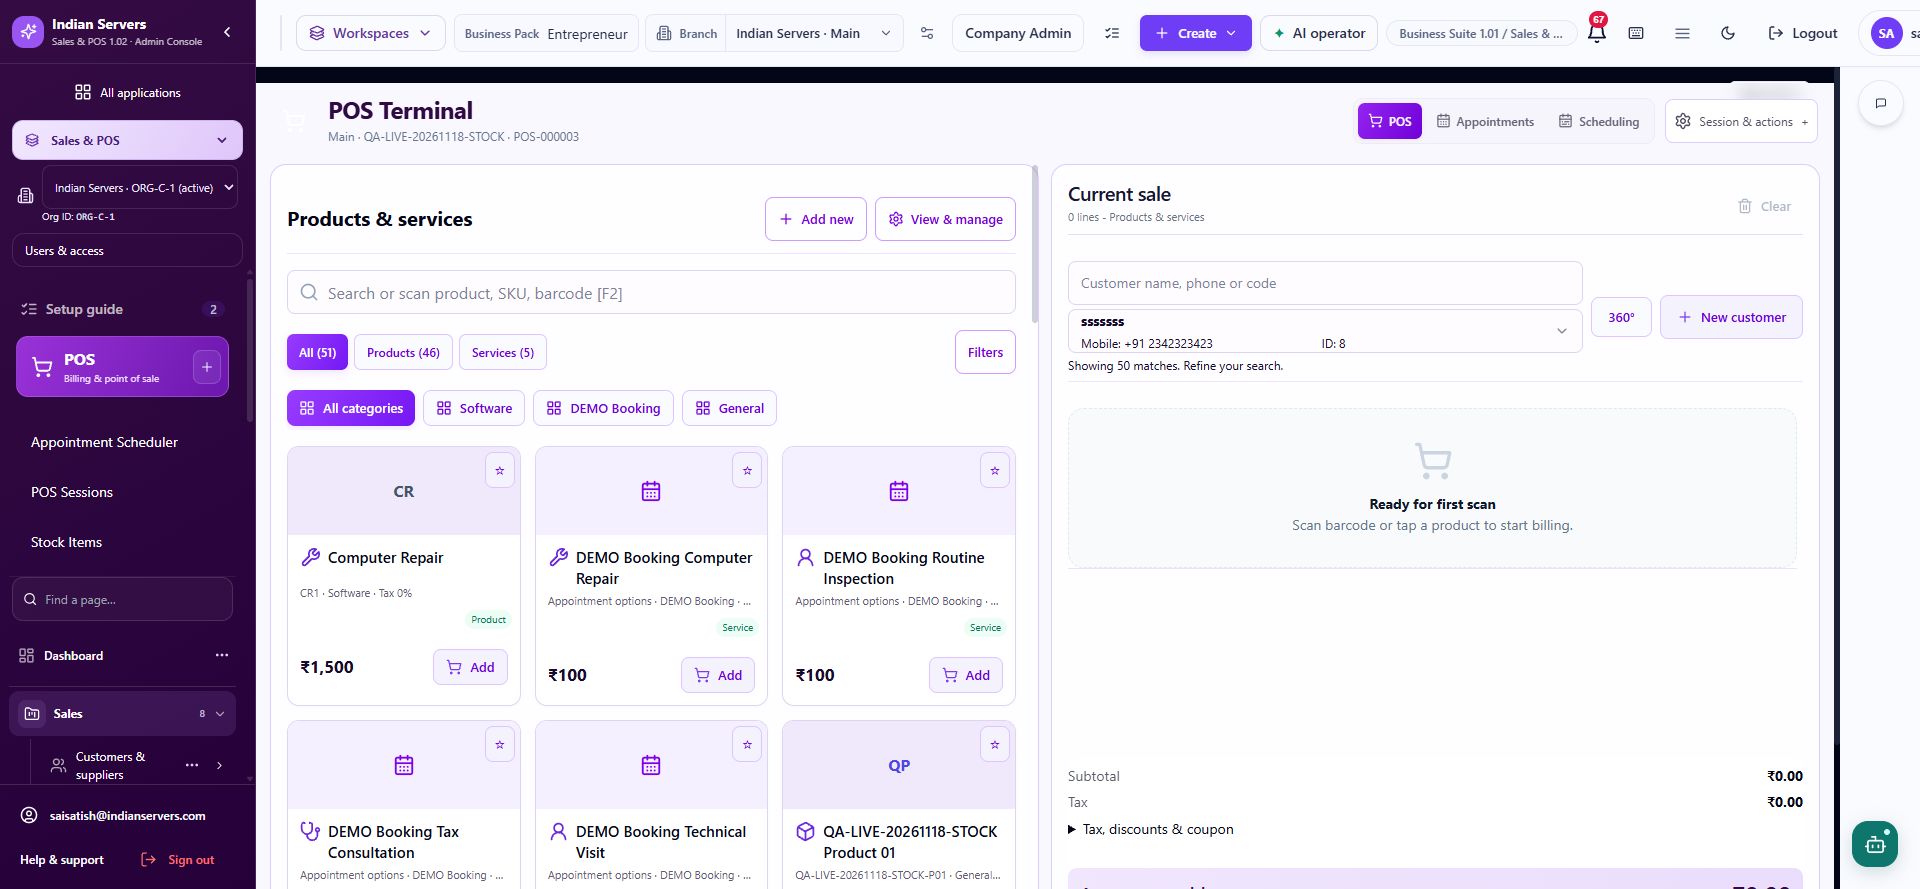 Indian Servers
Sales & POS 1.02 · Admin Console
All applications
Sales & POS
Indian Servers · ORG-C-1 (active)
Org ID: ORG-C-1
Users & access
Setup guide 2
POS
Billing & point of sale
Appointment Scheduler
POS Sessions
Stock Items
Find a page...
Dashboard
Sales 8
Customers &
suppliers
saisatish@indianservers.com
Help & support Sign out
Workspaces
Business Pack Entrepreneur
Branch Indian Servers · Main
Company Admin
Create
AI operator
Business Suite 1.01 / Sales & ...
67
Logout
SA
POS Terminal
Main · QA-LIVE-20261118-STOCK · POS-000003
POS
Appointments
Scheduling
Session & actions +
Products & services
Add new
View & manage
Search or scan product, SKU, barcode [F2]
All (51)
Products (46)
Services (5)
Filters
All categories
Software
DEMO Booking
General
CR
Computer Repair
CR1 · Software · Tax 0%
Product
₹1,500
Add
DEMO Booking Computer
Repair
Appointment options · DEMO Booking · ...
Service
₹100
Add
DEMO Booking Routine
Inspection
Appointment options · DEMO Booking · ...
Service
₹100
Add
DEMO Booking Tax
Consultation
Appointment options · DEMO Booking · ...
DEMO Booking Technical
Visit
Appointment options · DEMO Booking · ...
QP
QA-LIVE-20261118-STOCK
Product 01
QA-LIVE-20261118-STOCK-P01 · General...
Current sale
0 lines - Products & services
Clear
Customer name, phone or code
sssssss
Mobile: +91 2342323423 ID: 8
360°
New customer
Showing 50 matches. Refine your search.
Ready for first scan
Scan barcode or tap a product to start billing.
Subtotal ₹0.00
Tax ₹0.00
Tax, discounts & coupon